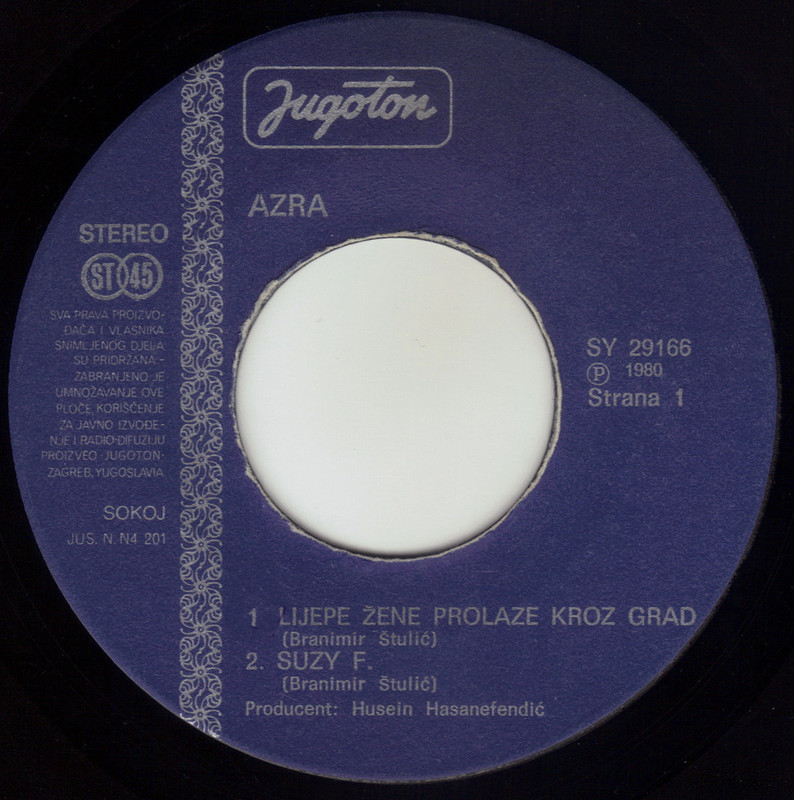 Jugoton
AZRA
STEREO
ST 45
SVA PRAVA PROIZVO-
ĐAČA I VLASNIKA
SNIMLJENOG DJELA
SU PRIDRŽANA -
ZABRANJENO JE
UMNOŽAVANJE OVE
PLOČE, KORIŠĆENJE
ZA JAVNO IZVOĐE-
NJE I RADIO-DIFUZIJU
PROIZVEO - JUGOTON -
ZAGREB, YUGOSLAVIA
SOKOJ
JUS. N. N4 201
SY 29166
Ⓟ 1980
Strana 1
1 LIJEPE ŽENE PROLAZE KROZ GRAD
(Branimir Štulić)
2. SUZY F.
(Branimir Štulić)
Producent: Husein Hasanefendić